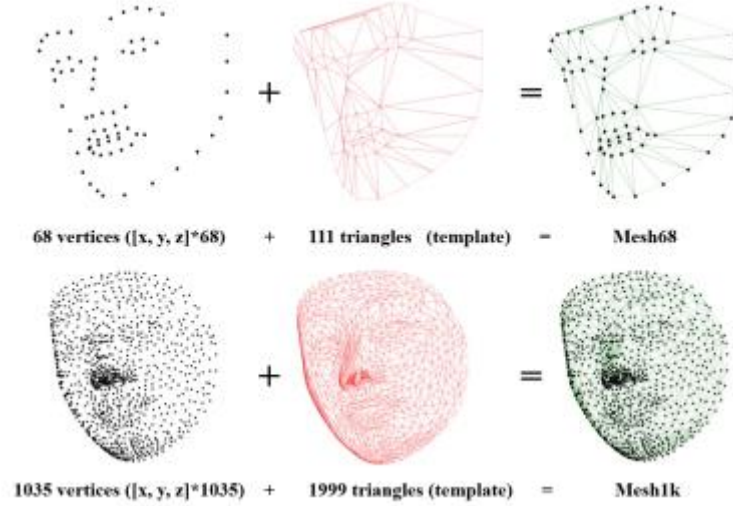 + =
68 vertices ([x, y, z]*68) + 111 triangles (template) = Mesh68
+ =
1035 vertices ([x, y, z]*1035) + 1999 triangles (template) = Mesh1k